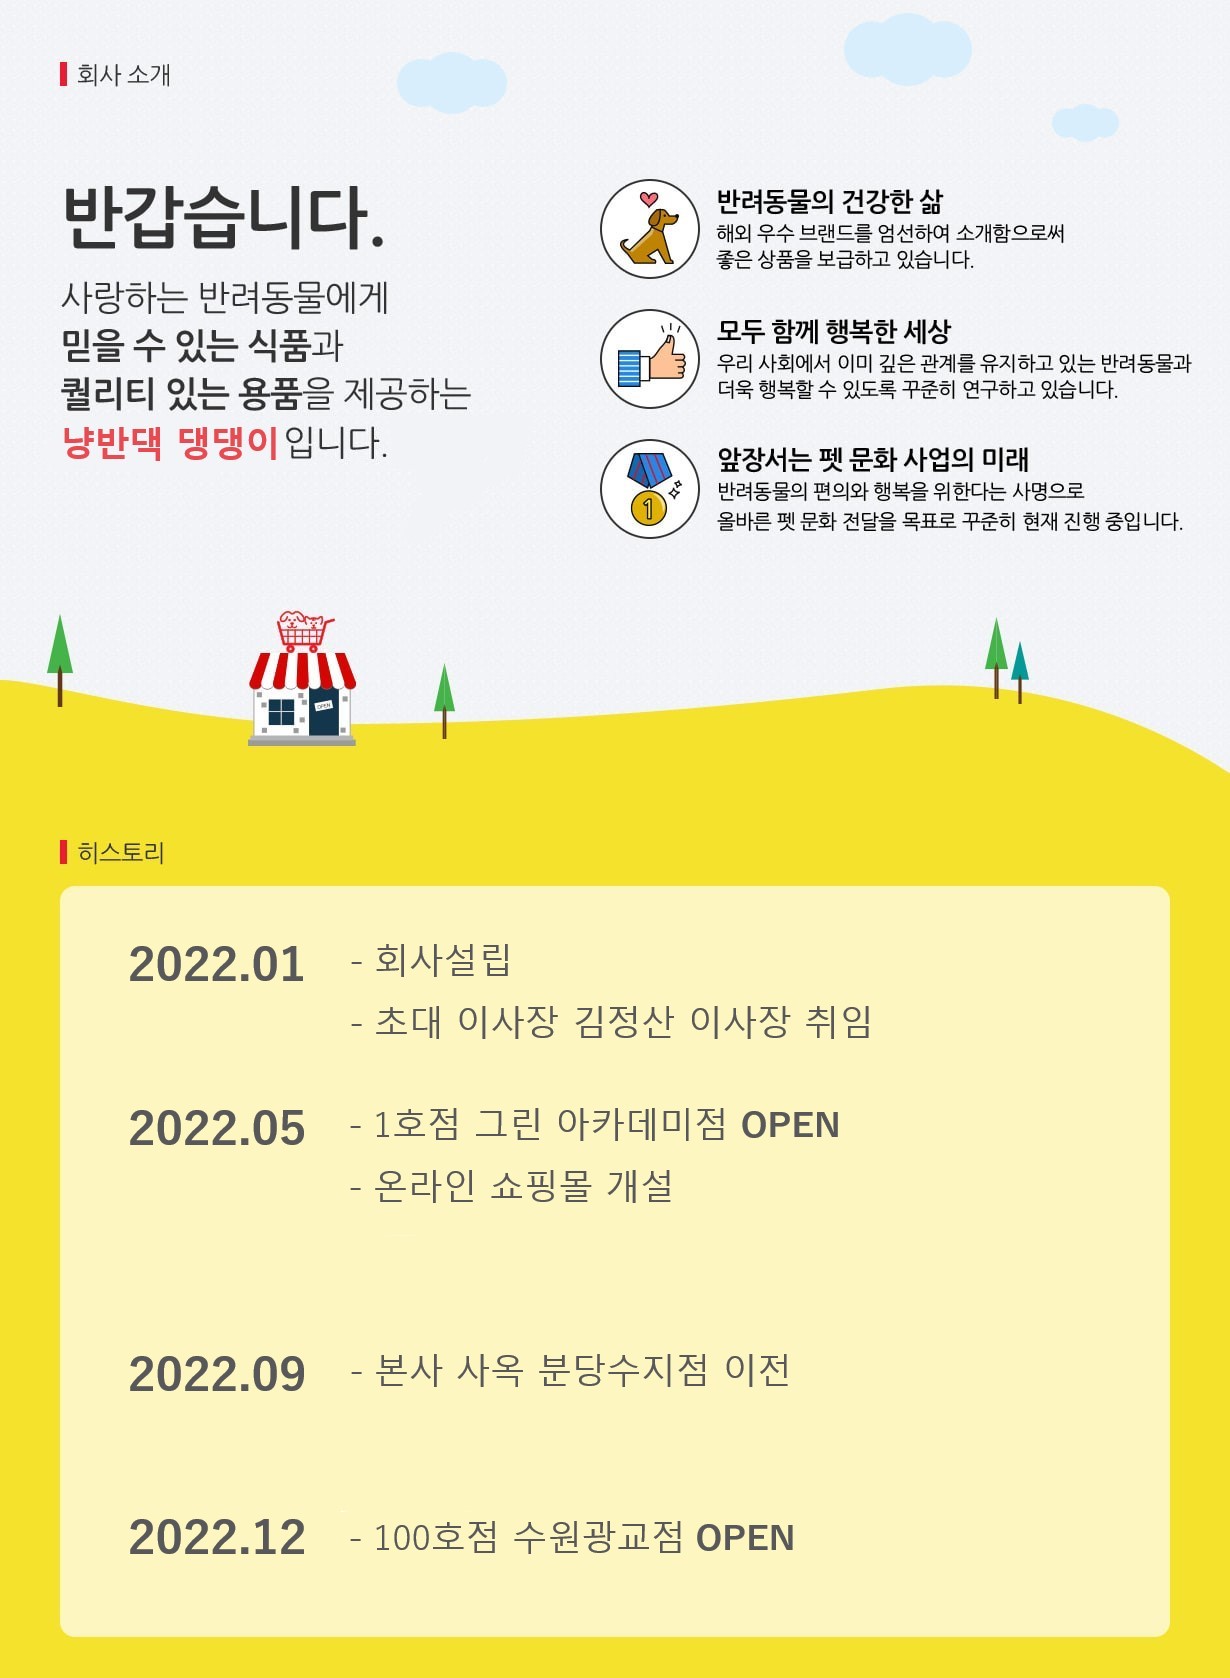 회사 소개
반갑습니다.
사랑하는 반려동물에게
믿을 수 있는 식품과
퀄리티 있는 용품을 제공하는
냥반댁 댕댕이입니다.
반려동물의 건강한 삶
해외 우수 브랜드를 엄선하여 소개함으로써
좋은 상품을 보급하고 있습니다.
모두 함께 행복한 세상
우리 사회에서 이미 깊은 관계를 유지하고 있는 반려동물과
더욱 행복할 수 있도록 꾸준히 연구하고 있습니다.
1
앞장서는 펫 문화 사업의 미래
반려동물의 편의와 행복을 위한다는 사명으로
올바른 펫 문화 전달을 목표로 꾸준히 현재 진행 중입니다.
OPEN
히스토리
2022.01 - 회사설립
- 초대 이사장 김정산 이사장 취임
2022.05 - 1호점 그린 아카데미점 OPEN
- 온라인 쇼핑몰 개설
2022.09 - 본사 사옥 분당수지점 이전
2022.12 - 100호점 수원광교점 OPEN